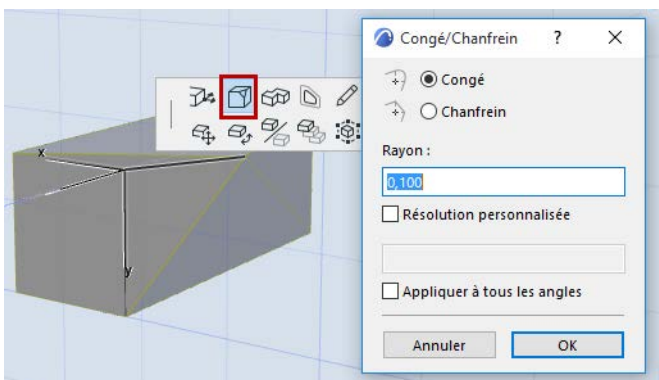 Congé/Chanfrein ? X
Congé
Chanfrein
Rayon :
0,100
Résolution personnalisée
Appliquer à tous les angles
Annuler OK
x
y